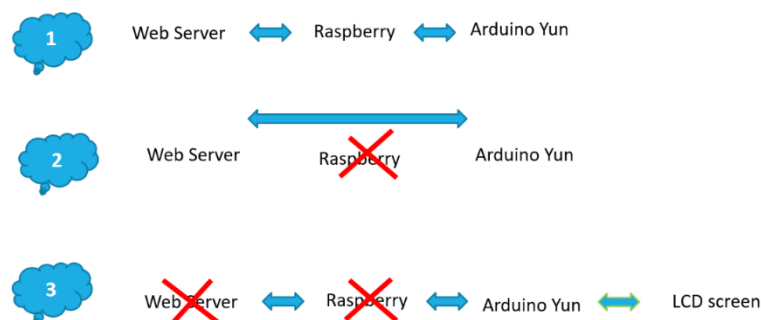 1 Web Server Raspberry Arduino Yun
2 Web Server Raspberry Arduino Yun
3 Web Server Raspberry Arduino Yun LCD screen